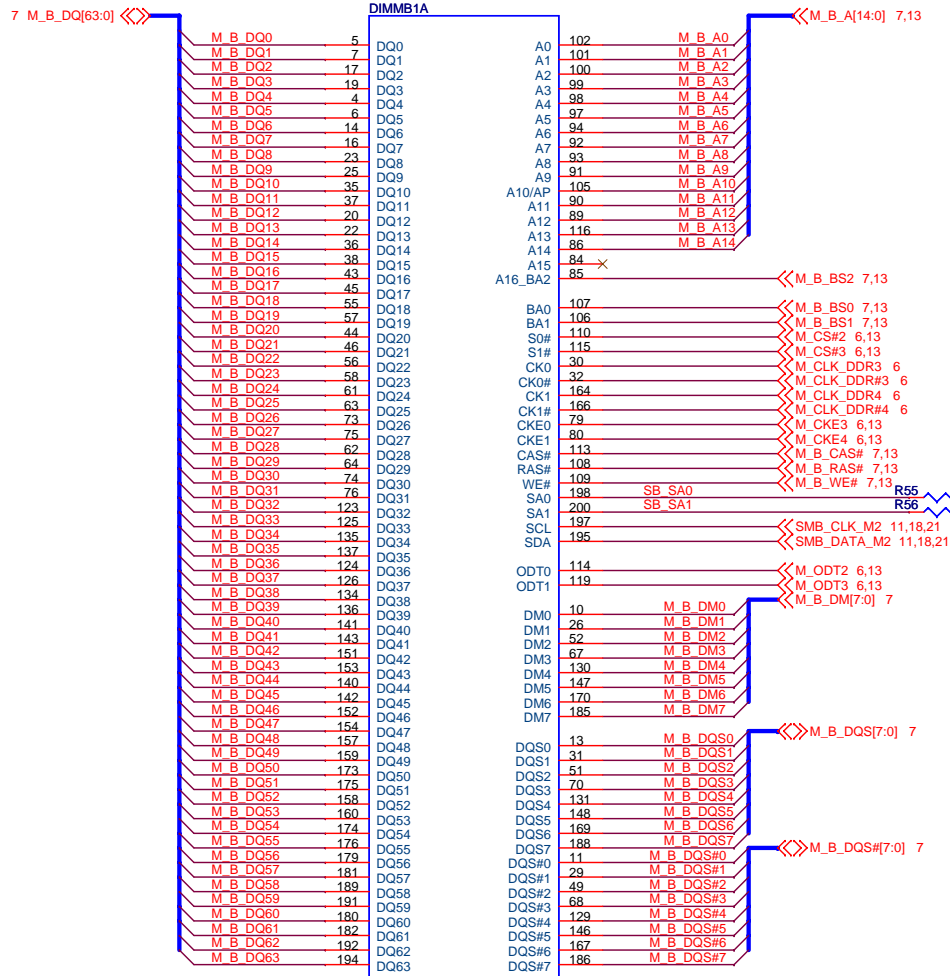 DIMMB1A
7 M_B_DQ[63:0]
M_B_A[14:0] 7,13
M_B_DQ0 5 DQ0 A0 102 M_B_A0
M_B_DQ1 7 DQ1 A1 101 M_B_A1
M_B_DQ2 17 DQ2 A2 100 M_B_A2
M_B_DQ3 19 DQ3 A3 99 M_B_A3
M_B_DQ4 4 DQ4 A4 98 M_B_A4
M_B_DQ5 6 DQ5 A5 97 M_B_A5
M_B_DQ6 14 DQ6 A6 94 M_B_A6
M_B_DQ7 16 DQ7 A7 92 M_B_A7
M_B_DQ8 23 DQ8 A8 93 M_B_A8
M_B_DQ9 25 DQ9 A9 91 M_B_A9
M_B_DQ10 35 DQ10 A10/AP 105 M_B_A10
M_B_DQ11 37 DQ11 A11 90 M_B_A11
M_B_DQ12 20 DQ12 A12 89 M_B_A12
M_B_DQ13 22 DQ13 A13 116 M_B_A13
M_B_DQ14 36 DQ14 A14 86 M_B_A14
M_B_DQ15 38 DQ15 A15 84
M_B_DQ16 43 DQ16 A16_BA2 85 M_B_BS2 7,13
M_B_DQ17 45 DQ17
M_B_DQ18 55 DQ18 BA0 107 M_B_BS0 7,13
M_B_DQ19 57 DQ19 BA1 106 M_B_BS1 7,13
M_B_DQ20 44 DQ20 S0# 110 M_CS#2 6,13
M_B_DQ21 46 DQ21 S1# 115 M_CS#3 6,13
M_B_DQ22 56 DQ22 CK0 30 M_CLK_DDR3 6
M_B_DQ23 58 DQ23 CK0# 32 M_CLK_DDR#3 6
M_B_DQ24 61 DQ24 CK1 164 M_CLK_DDR4 6
M_B_DQ25 63 DQ25 CK1# 166 M_CLK_DDR#4 6
M_B_DQ26 73 DQ26 CKE0 79 M_CKE3 6,13
M_B_DQ27 75 DQ27 CKE1 80 M_CKE4 6,13
M_B_DQ28 62 DQ28 CAS# 113 M_B_CAS# 7,13
M_B_DQ29 64 DQ29 RAS# 108 M_B_RAS# 7,13
M_B_DQ30 74 DQ30 WE# 109 M_B_WE# 7,13
M_B_DQ31 76 DQ31 SA0 198 SB_SA0 R55
M_B_DQ32 123 DQ32 SA1 200 SB_SA1 R56
M_B_DQ33 125 DQ33 SCL 197 SMB_CLK_M2 11,18,21
M_B_DQ34 135 DQ34 SDA 195 SMB_DATA_M2 11,18,21
M_B_DQ35 137 DQ35
M_B_DQ36 124 DQ36 ODT0 114 M_ODT2 6,13
M_B_DQ37 126 DQ37 ODT1 119 M_ODT3 6,13
M_B_DQ38 134 DQ38 M_B_DM[7:0] 7
M_B_DQ39 136 DQ39 DM0 10 M_B_DM0
M_B_DQ40 141 DQ40 DM1 26 M_B_DM1
M_B_DQ41 143 DQ41 DM2 52 M_B_DM2
M_B_DQ42 151 DQ42 DM3 67 M_B_DM3
M_B_DQ43 153 DQ43 DM4 130 M_B_DM4
M_B_DQ44 140 DQ44 DM5 147 M_B_DM5
M_B_DQ45 142 DQ45 DM6 170 M_B_DM6
M_B_DQ46 152 DQ46 DM7 185 M_B_DM7
M_B_DQ47 154 DQ47 M_B_DQS[7:0] 7
M_B_DQ48 157 DQ48 DQS0 13 M_B_DQS0
M_B_DQ49 159 DQ49 DQS1 31 M_B_DQS1
M_B_DQ50 173 DQ50 DQS2 51 M_B_DQS2
M_B_DQ51 175 DQ51 DQS3 70 M_B_DQS3
M_B_DQ52 158 DQ52 DQS4 131 M_B_DQS4
M_B_DQ53 160 DQ53 DQS5 148 M_B_DQS5
M_B_DQ54 174 DQ54 DQS6 169 M_B_DQS6
M_B_DQ55 176 DQ55 DQS7 188 M_B_DQS7 M_B_DQS#[7:0] 7
M_B_DQ56 179 DQ56 DQS#0 11 M_B_DQS#0
M_B_DQ57 181 DQ57 DQS#1 29 M_B_DQS#1
M_B_DQ58 189 DQ58 DQS#2 49 M_B_DQS#2
M_B_DQ59 191 DQ59 DQS#3 68 M_B_DQS#3
M_B_DQ60 180 DQ60 DQS#4 129 M_B_DQS#4
M_B_DQ61 182 DQ61 DQS#5 146 M_B_DQS#5
M_B_DQ62 192 DQ62 DQS#6 167 M_B_DQS#6
M_B_DQ63 194 DQ63 DQS#7 186 M_B_DQS#7